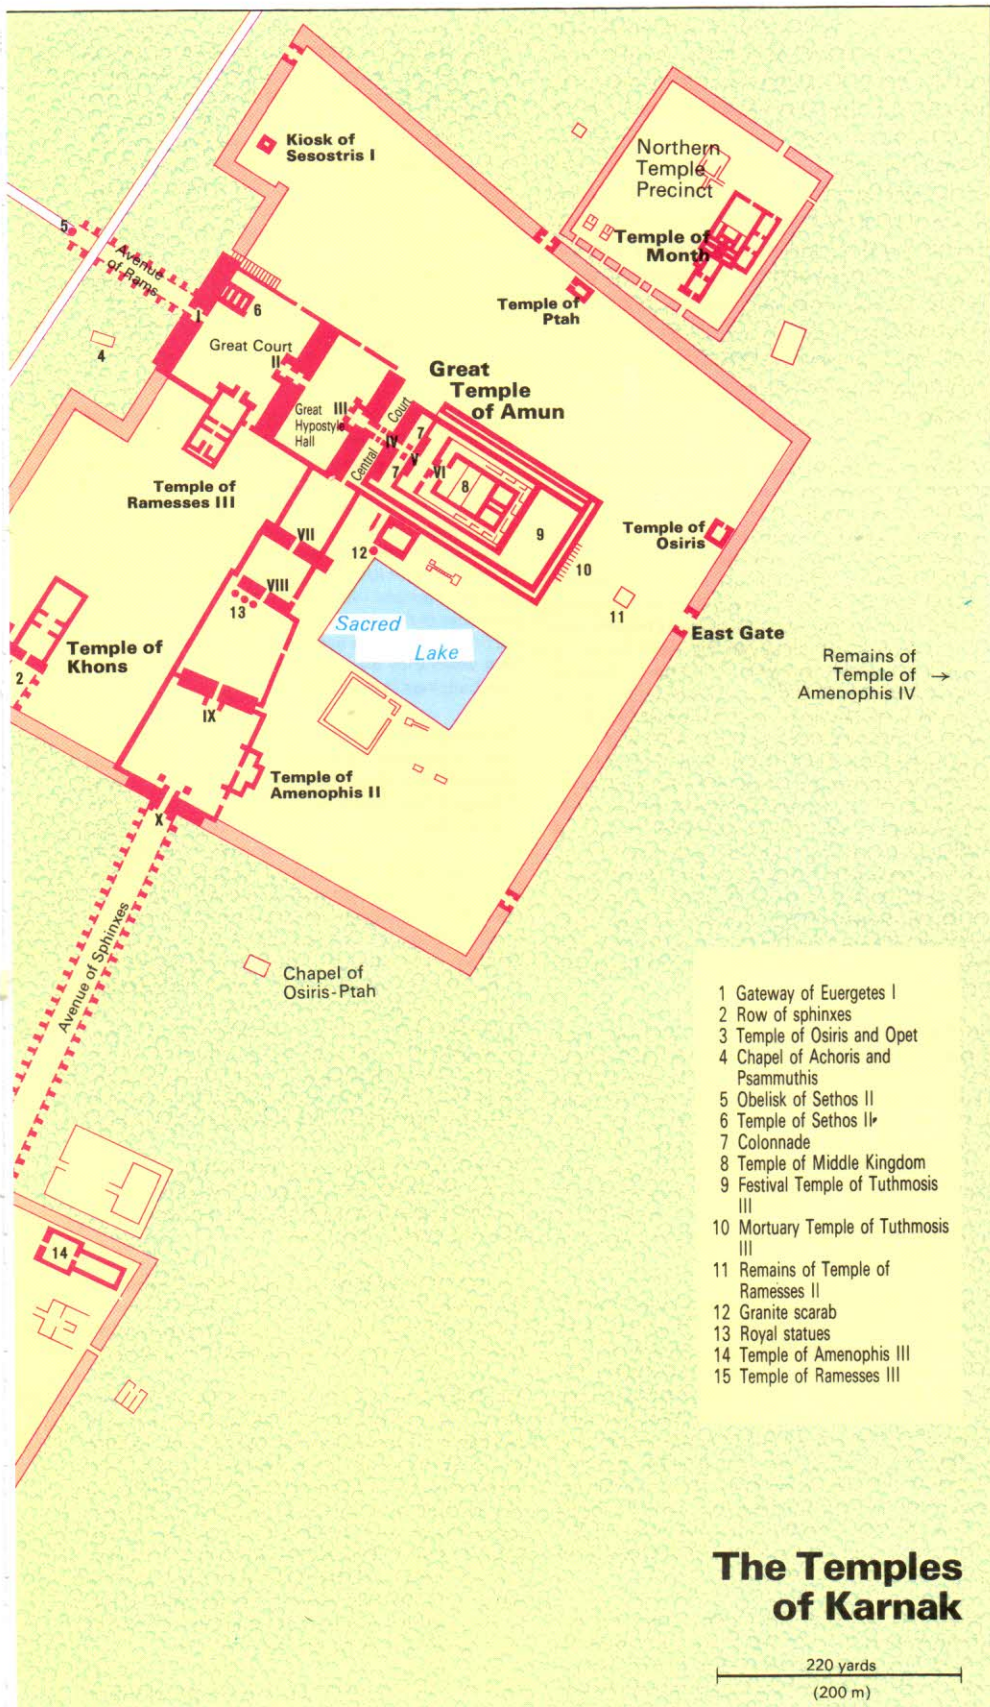 Kiosk of
Sesostris I
Northern
Temple
Precinct
Temple of
Month
5
Avenue
of Rams
Temple of
Ptah
I
6
4
Great Court
II
Great
Temple
of Amun
Great
Hypostyle
Hall
III
Court
Central
IV
7
V
7
VI
8
9
Temple of
Ramesses III
Temple of
Osiris
VII
12
10
VIII
13
11
Sacred
Lake
East Gate
Temple of
Khons
2
Remains of
Temple of →
Amenophis IV
IX
Temple of
Amenophis II
X
Avenue of Sphinxes
Chapel of
Osiris-Ptah
14
1 Gateway of Euergetes I
2 Row of sphinxes
3 Temple of Osiris and Opet
4 Chapel of Achoris and
Psammuthis
5 Obelisk of Sethos II
6 Temple of Sethos II
7 Colonnade
8 Temple of Middle Kingdom
9 Festival Temple of Tuthmosis
III
10 Mortuary Temple of Tuthmosis
III
11 Remains of Temple of
Ramesses II
12 Granite scarab
13 Royal statues
14 Temple of Amenophis III
15 Temple of Ramesses III
The Temples
of Karnak
220 yards
(200 m)